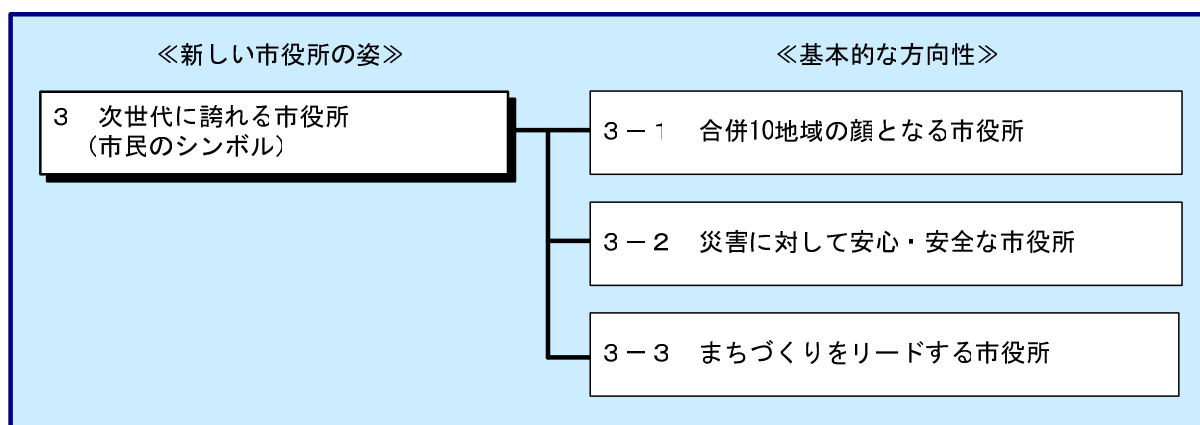 ≪新しい市役所の姿≫
≪基本的な方向性≫
3 次世代に誇れる市役所
(市民のシンボル)
3-1 合併10地域の顔となる市役所
3-2 災害に対して安心・安全な市役所
3-3 まちづくりをリードする市役所